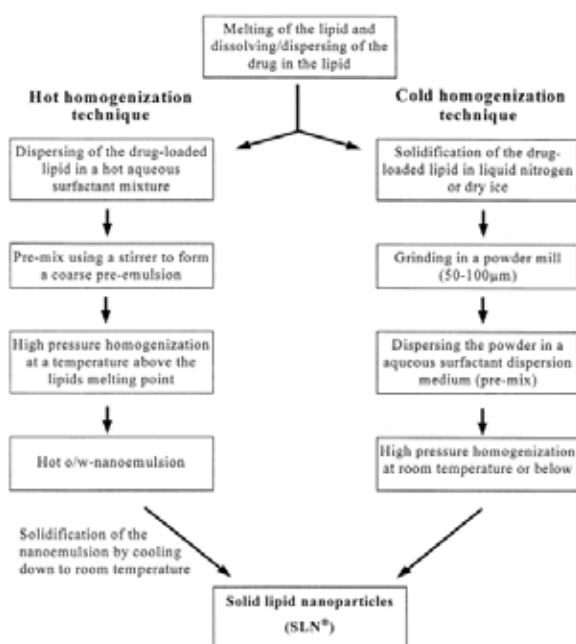 Melting of the lipid and
dissolving/dispersing of the
drug in the lipid
Hot homogenization
technique
Cold homogenization
technique
Dispersing of the drug-loaded
lipid in a hot aqueous
surfactant mixture
Solidification of the drug-
loaded lipid in liquid nitrogen
or dry ice
Pre-mix using a stirrer to form
a coarse pre-emulsion
Grinding in a powder mill
(50-100μm)
High pressure homogenization
at a temperature above the
lipids melting point
Dispersing the powder in a
aqueous surfactant dispersion
medium (pre-mix)
Hot o/w-nanoemulsion
High pressure homogenization
at room temperature or below
Solidification of the
nanoemulsion by cooling
down to room temperature
Solid lipid nanoparticles
(SLN®)